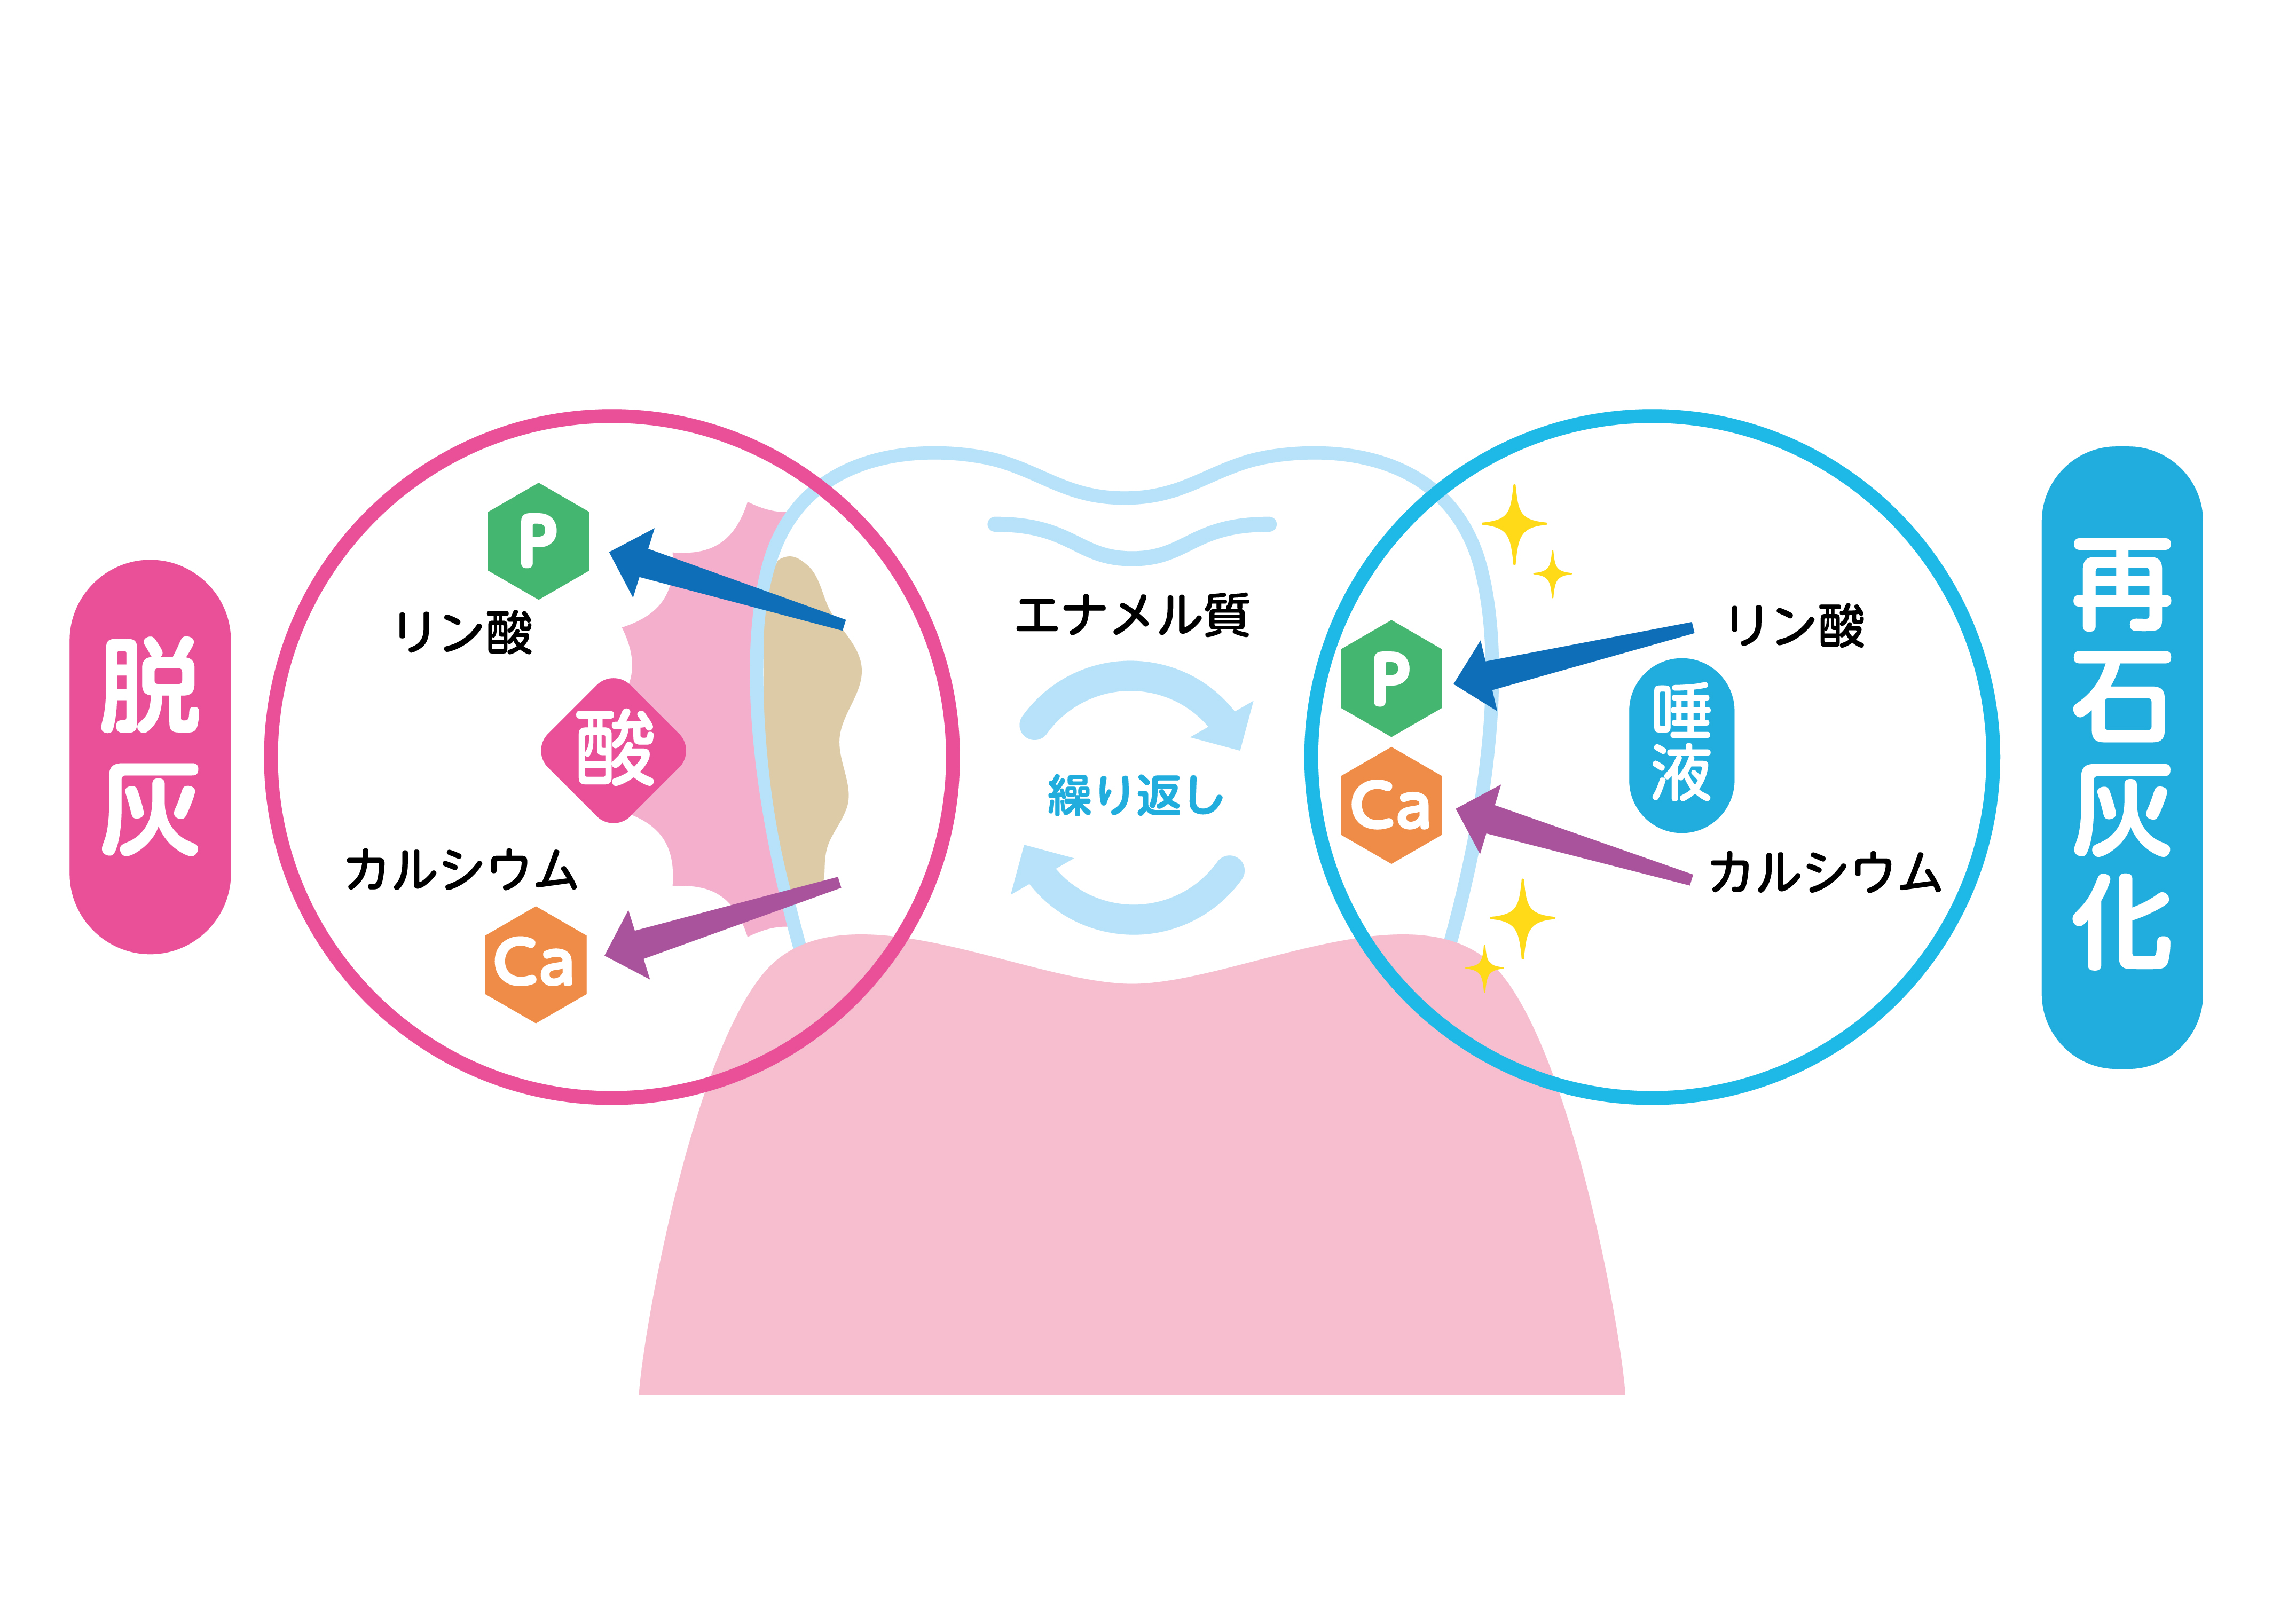 脱灰
P
リン酸
酸
カルシウム
Ca
エナメル質
繰り返し
P
Ca
リン酸
唾液
カルシウム
再石灰化